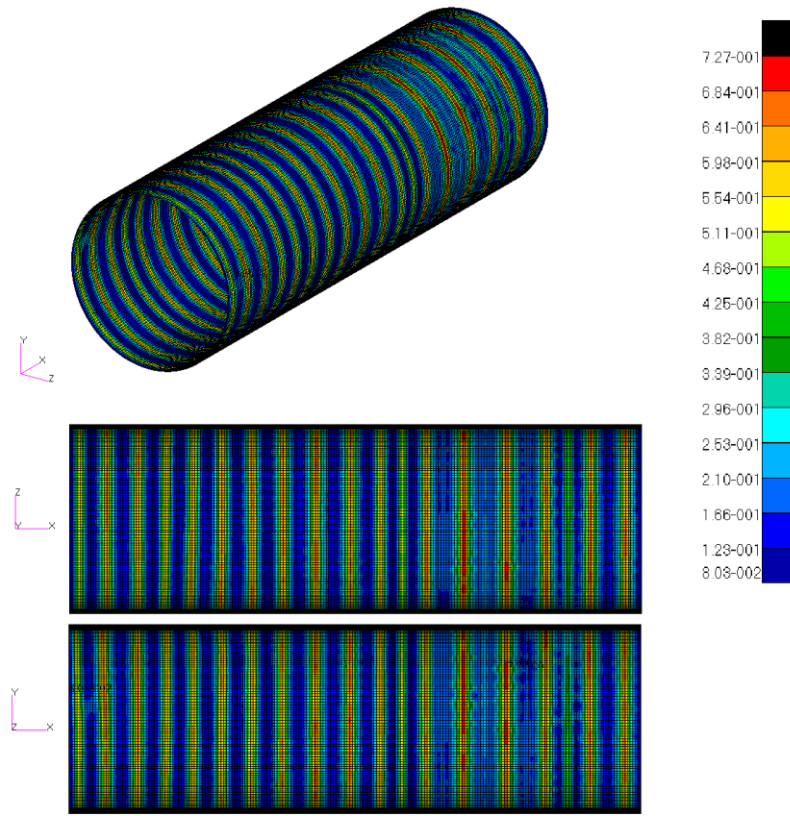 7.27-001
6.84-001
6.41-001
5.98-001
5.54-001
5.11-001
4.68-001
4.25-001
3.82-001
3.39-001
2.96-001
2.53-001
2.10-001
1.66-001
1.23-001
8.03-002
Y
X
Z
Z
Y
X
Y
Z
X